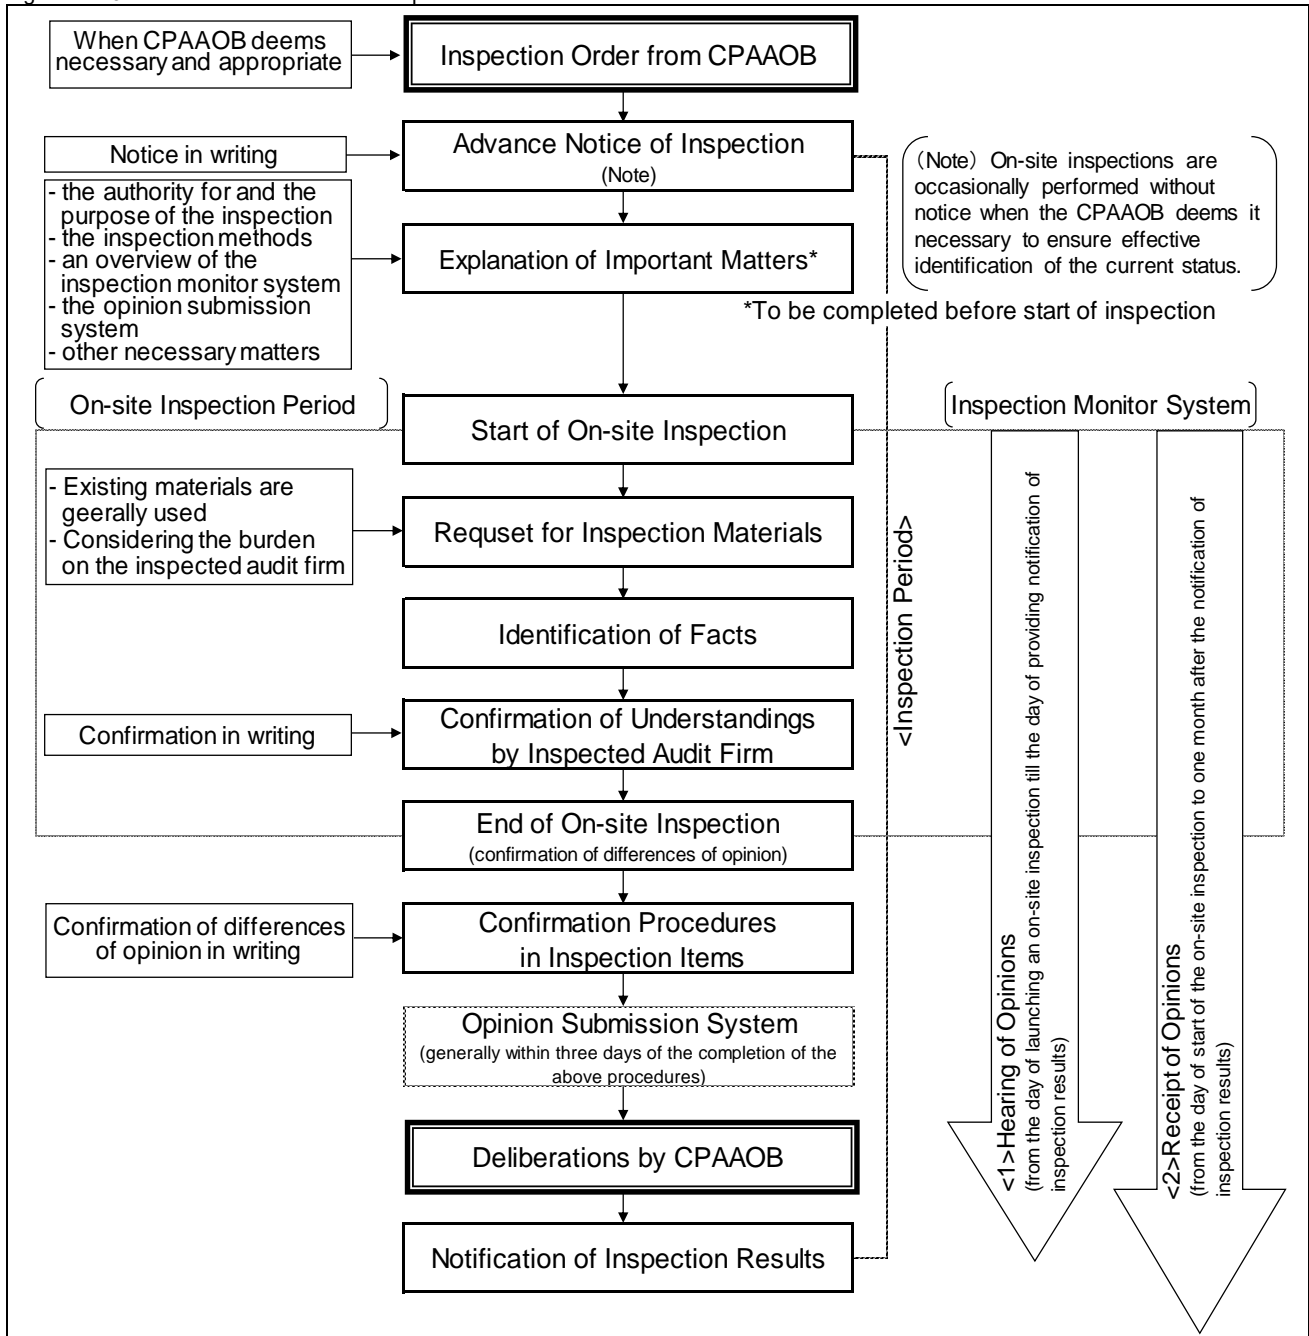 When CPAAOB deems
necessary and appropriate
Inspection Order from CPAAOB
Notice in writing
Advance Notice of Inspection
(Note)
(Note) On-site inspections are
occasionally performed without
notice when the CPAAOB deems it
necessary to ensure effective
identification of the current status.
- the authority for and the
purpose of the inspection
- the inspection methods
- an overview of the
inspection monitor system
- the opinion submission
system
- other necessary matters
Explanation of Important Matters*
*To be completed before start of inspection
On-site Inspection Period
Start of On-site Inspection
Inspection Monitor System
- Existing materials are
geerally used
- Considering the burden
on the inspected audit firm
Requset for Inspection Materials
Identification of Facts
Confirmation in writing
Confirmation of Understandings
by Inspected Audit Firm
End of On-site Inspection
(confirmation of differences of opinion)
Confirmation of differences
of opinion in writing
Confirmation Procedures
in Inspection Items
Opinion Submission System
(generally within three days of the completion of the
above procedures)
Deliberations by CPAAOB
Notification of Inspection Results
<Inspection Period>
<1>Hearing of Opinions
(from the day of launching an on-site inspection till the day of providing notification of
inspection results)
<2>Receipt of Opinions
(from the day of start of the on-site inspection to one month after the notification of
inspection results)